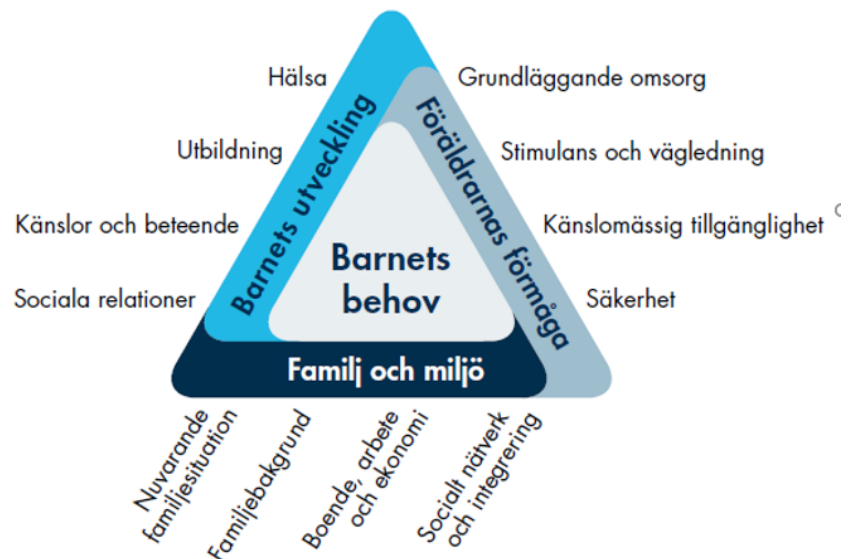 Hälsa
Utbildning
Känslor och beteende
Sociala relationer
Barnets utveckling
Grundläggande omsorg
Stimulans och vägledning
Känslomässig tillgänglighet
Säkerhet
Föräldrarnas förmåga
Barnets
behov
Familj och miljö
Nuvarande
familjesituation
Familjebakgrund
Boende, arbete
och ekonomi
Socialt nätverk
och integrering